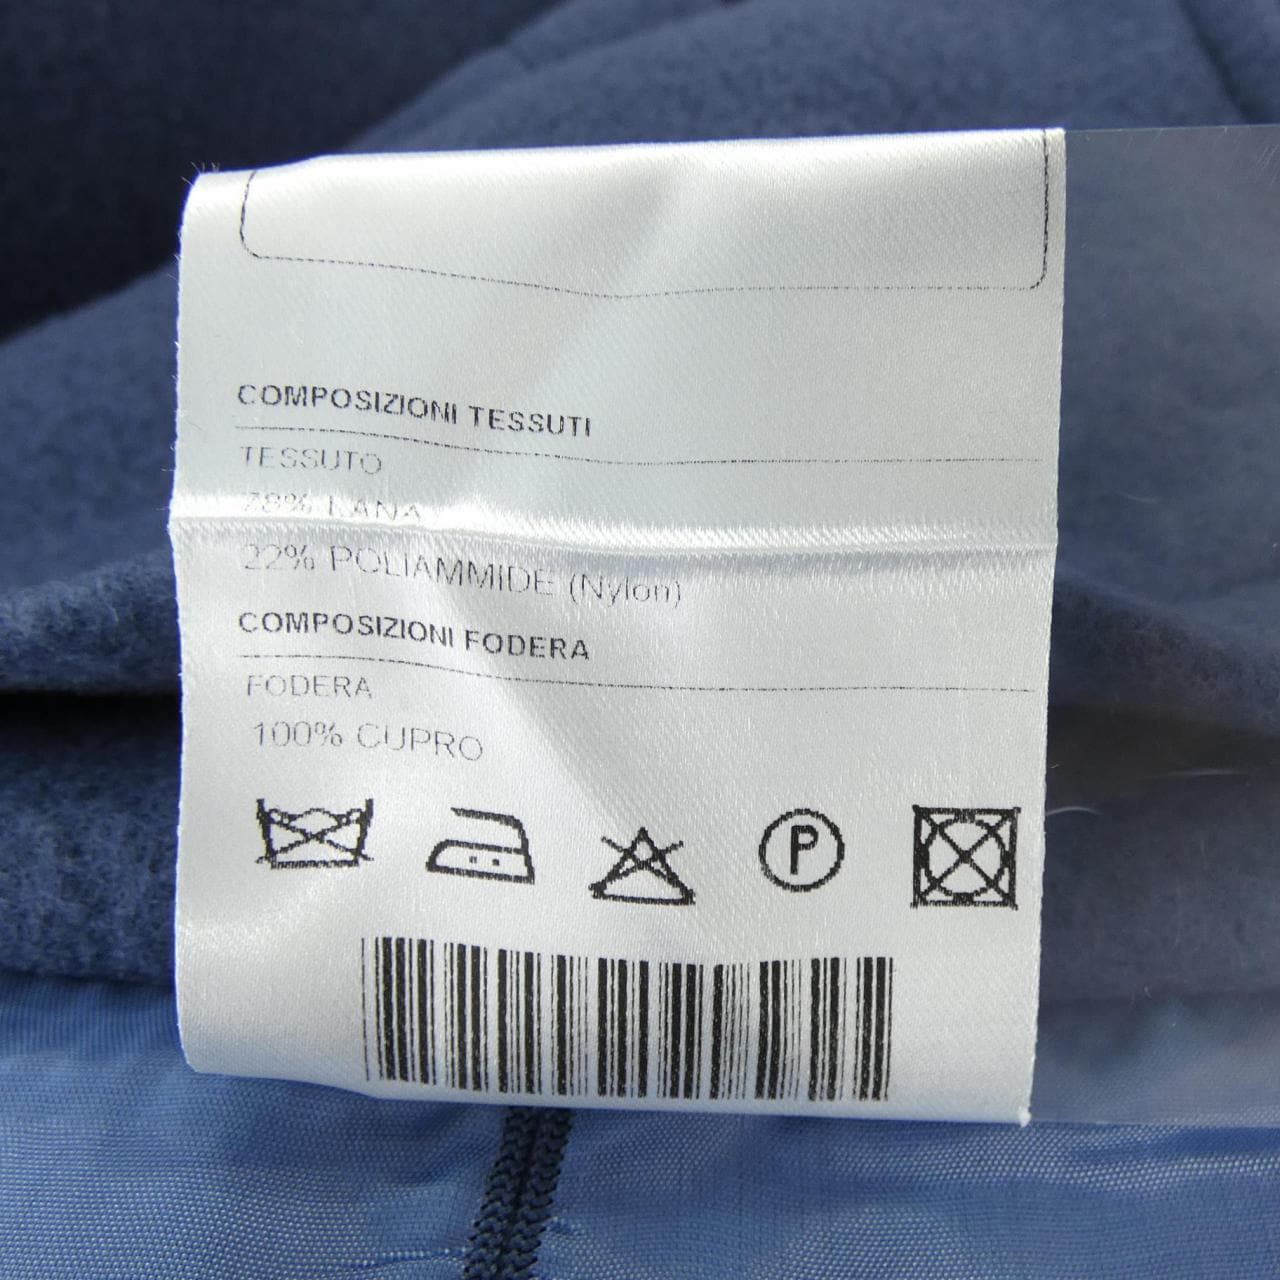 COMPOSIZIONI TESSUTI
TESSUTO
78% LANA
22% POLIAMMIDE (Nylon)
COMPOSIZIONI FODERA
FODERA
100% CUPRO
P